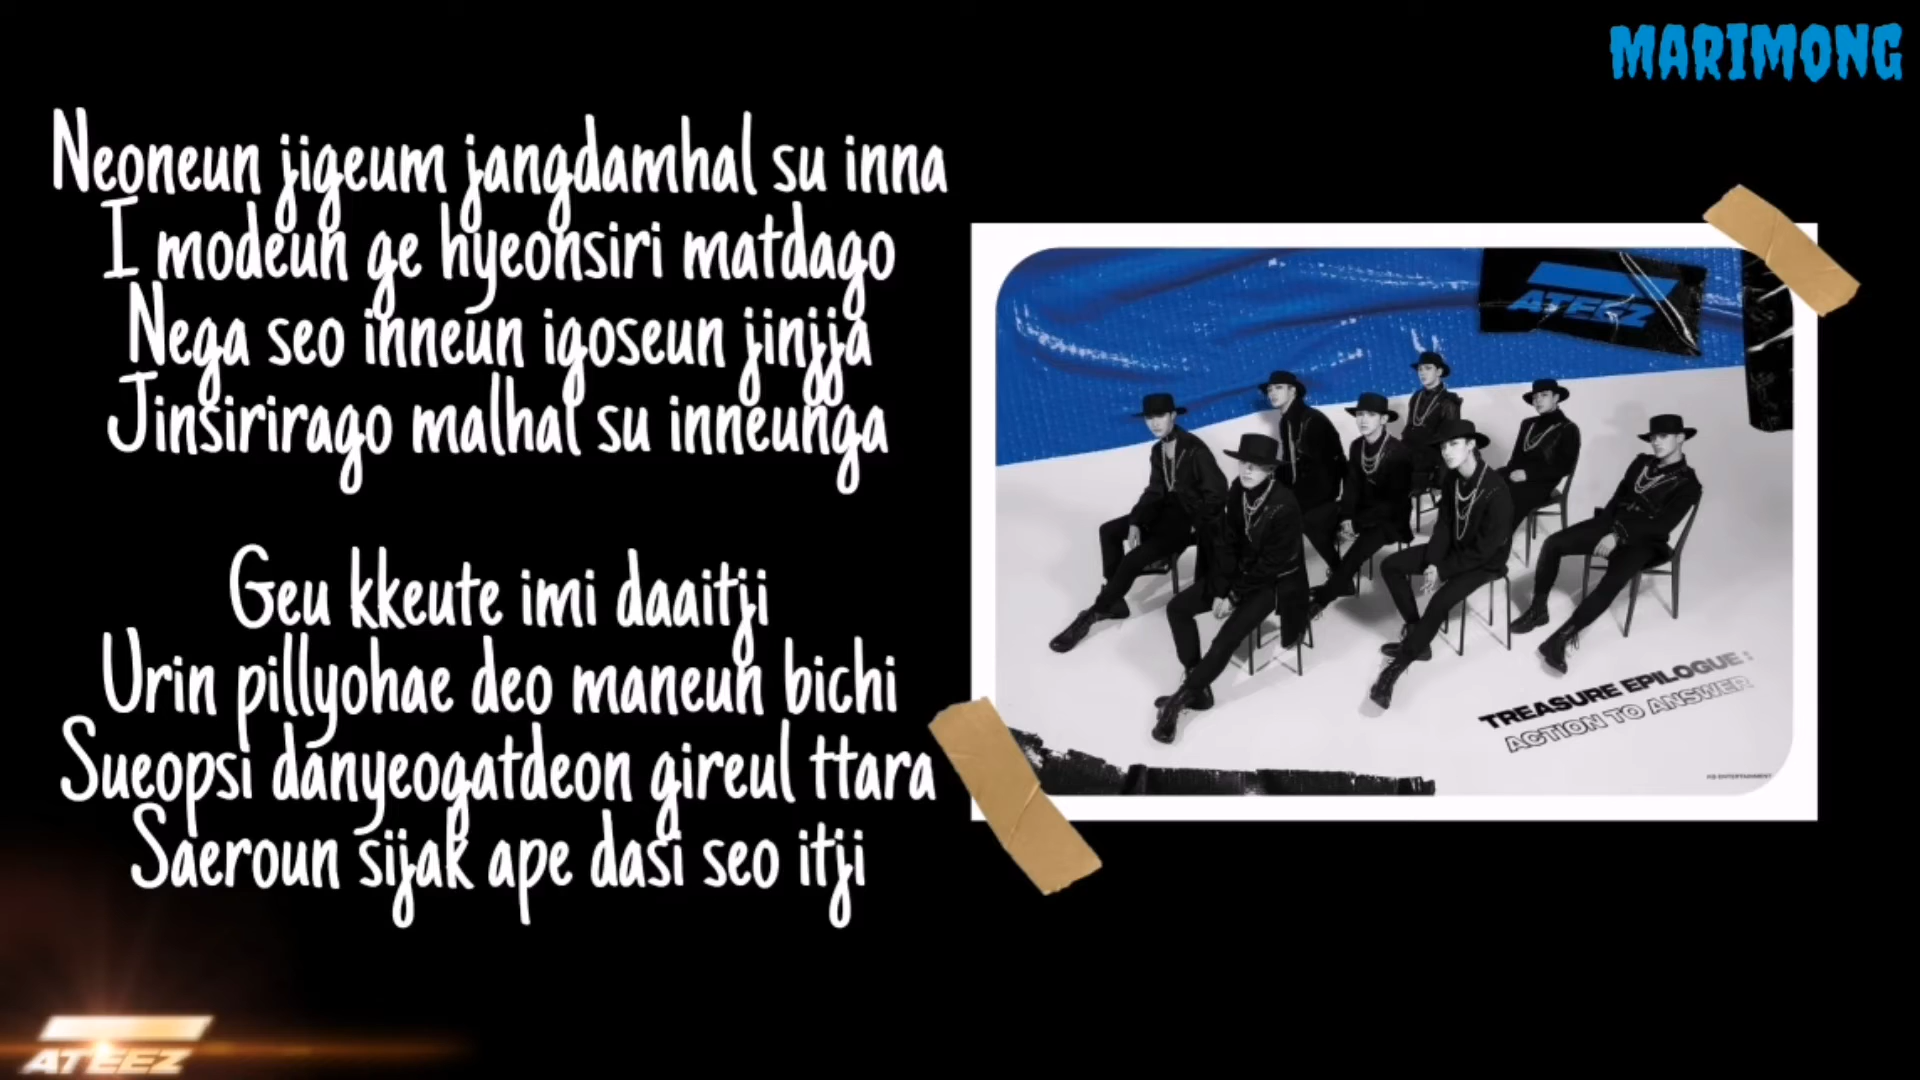 MARIMONG
Neoneun jigeum jangdamhal su inna
I modeun ge hyeonsiri matdago
Nega seo inneun igoseun jinjja
Jinsirirago malhal su inneunga
Geu kkeute imi daaitji
Urin pillyohae deo maneun bichi
Sueopsi danyeogatdeon gireul ttara
Saeroun sijak ape dasi seo itji
ATEEZ
TREASURE EPILOGUE :
ACTION TO ANSWER
KQ ENTERTAINMENT
ATEEZ